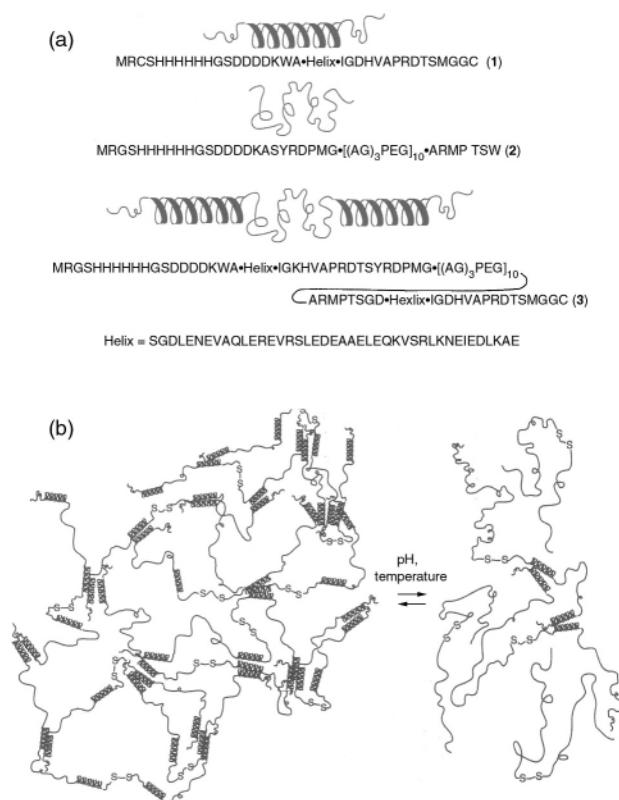 (a)
MRCSHHHHHHGSDDDDKWA•Helix•IGDHVAPRDTSMGGC (1)
MRGSHHHHHHGSDDDDKASYRDPMG•[(AG)3PEG]10•ARMP TSW (2)
MRGSHHHHHHGSDDDDKWA•Helix•IGKHVAPRDTSYRDPMG•[(AG)3PEG]10
ARMPTSGD•Hexlix•IGDHVAPRDTSMGGC (3)
Helix = SGDLENEVAQLEREVRSLEDEAAELEQKVSRLKNEIEDLKAE
(b)
S S
S-S
S-S
S-S
S-S
S-S
pH,
temperature
S-S
S-S
S-S
S-S
S-S
S-S
S-S
S-S
S-S
S-S
S-S